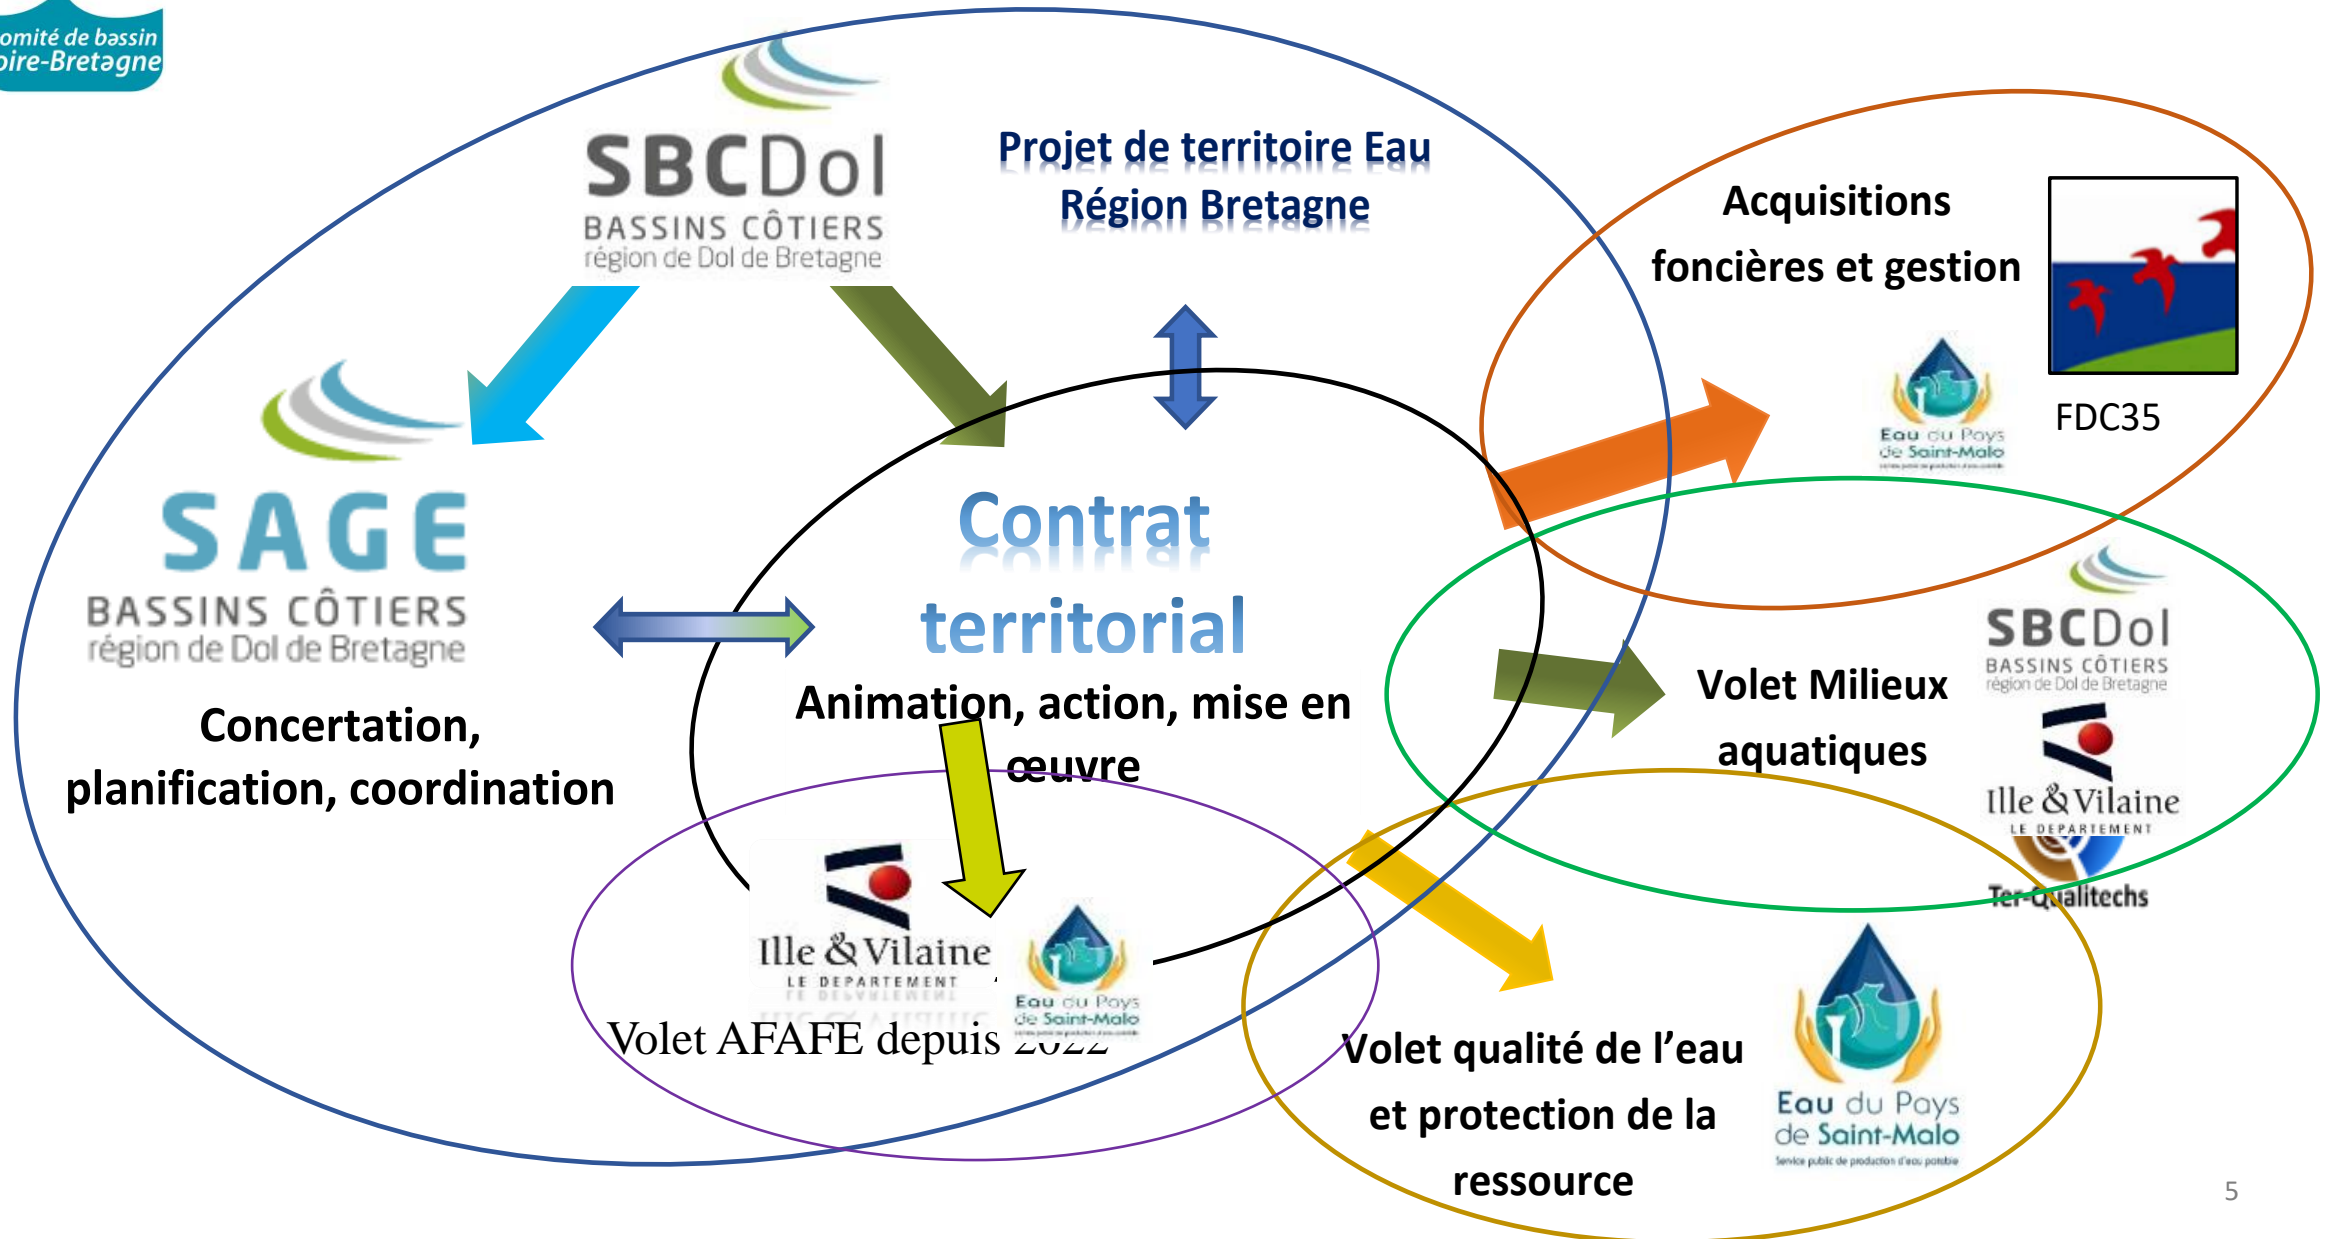 omité de bassin
oire-Bretagne
SBCDol
BASSINS CÔTIERS
région de Dol de Bretagne
Projet de territoire Eau
Région Bretagne
Acquisitions
foncières et gestion
Eau du Pays
de Saint-Malo
FDC35
SAGE
BASSINS CÔTIERS
région de Dol de Bretagne
Concertation,
planification, coordination
Contrat
territorial
Animation, action, mise en
œuvre
SBCDol
BASSINS CÔTIERS
région de Dol de Bretagne
Volet Milieux
aquatiques
Ille & Vilaine
LE DEPARTEMENT
Ter-Qualitechs
Ille & Vilaine
LE DEPARTEMENT
Eau du Pays
de Saint-Malo
Volet AFAFE depuis 2022
Volet qualité de l’eau
et protection de la
ressource
Eau du Pays
de Saint-Malo
Service public de production d'eau potable
5